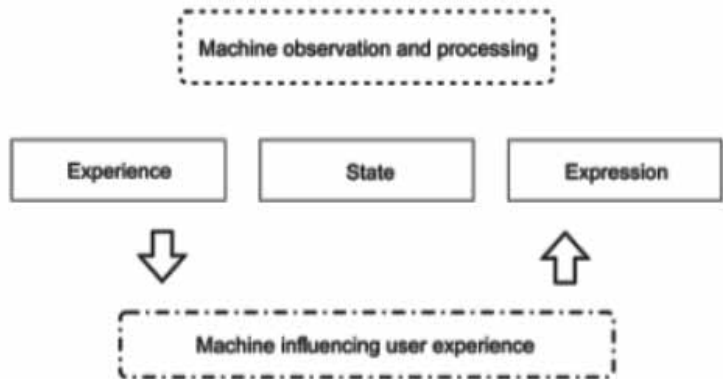 Machine observation and processing
Experience
State
Expression
Machine influencing user experience